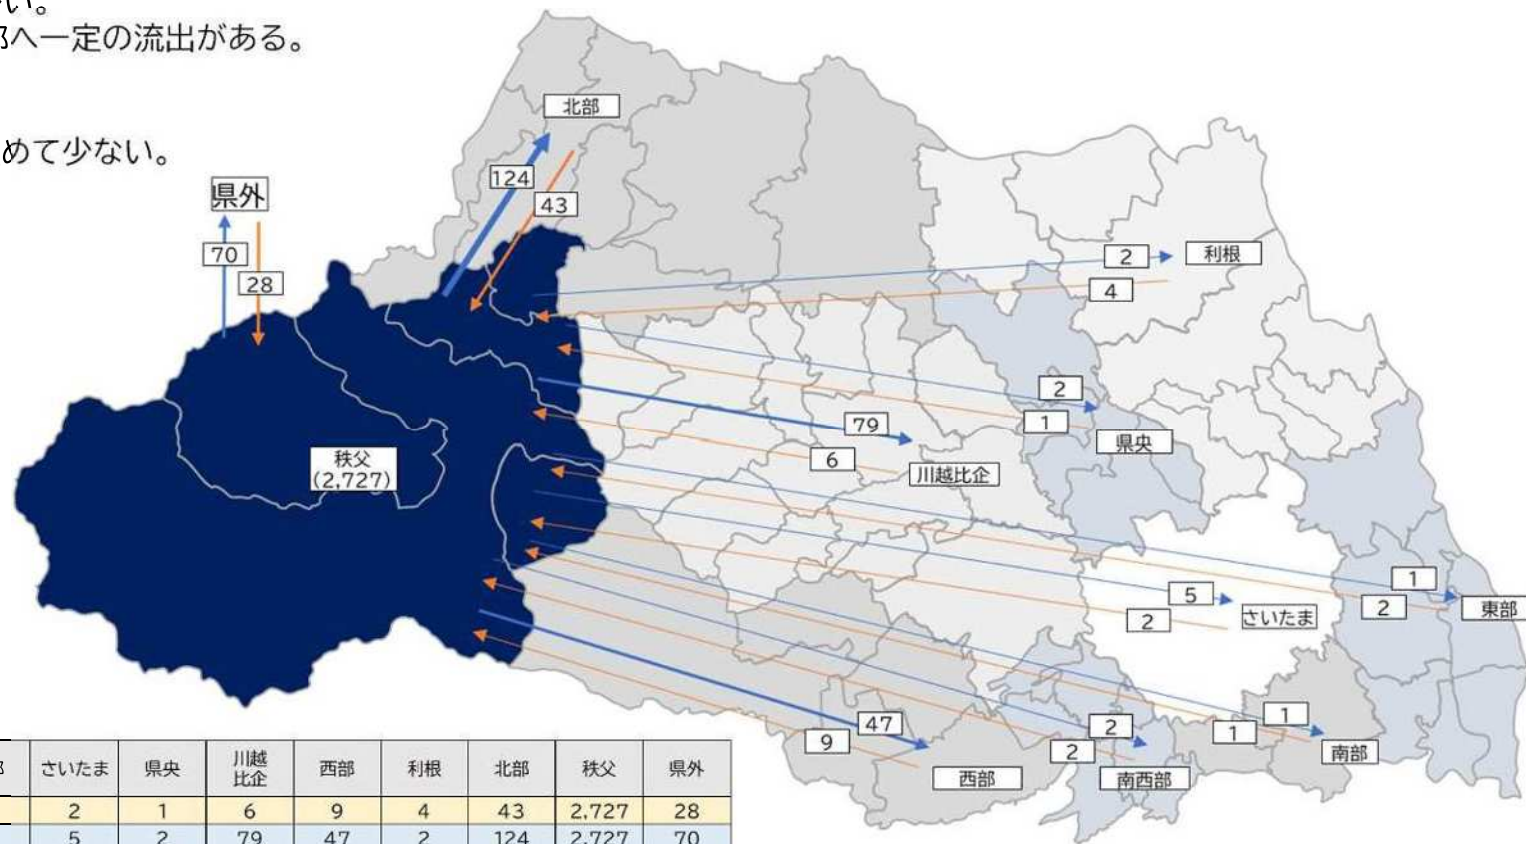 い。
部へ一定の流出がある。
めて少ない。
北部
124
43
県外
70
28
2
利根
4
2
1
県央
79
6
川越比企
秩父
(2,727)
1
2
東部
5
2
さいたま
47
9
西部
2
2
南西部
1
1
南部
さいたま 県央 川越比企 西部 利根 北部 秩父 県外
2 1 6 9 4 43 2,727 28
5 2 79 47 2 124 2,727 70